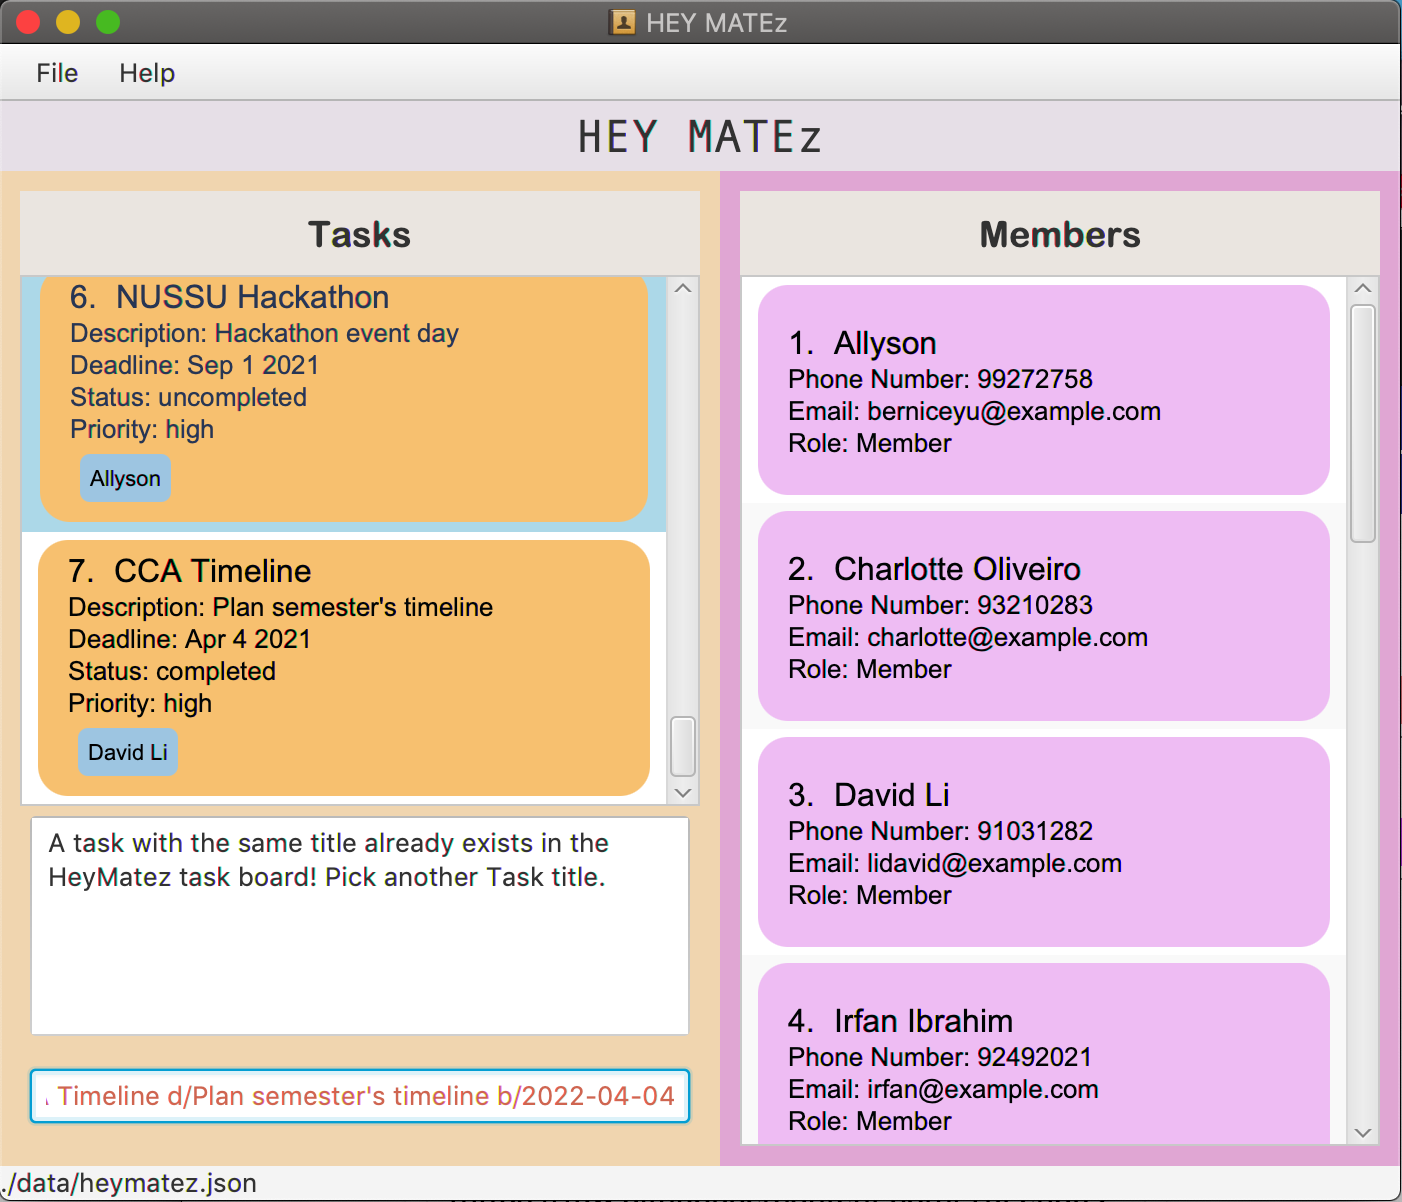 HEY MATEz
File Help
HEY MATEz
Tasks
6. NUSSU Hackathon
Description: Hackathon event day
Deadline: Sep 1 2021
Status: uncompleted
Priority: high
Allyson
7. CCA Timeline
Description: Plan semester's timeline
Deadline: Apr 4 2021
Status: completed
Priority: high
David Li
A task with the same title already exists in the
HeyMatez task board! Pick another Task title.
Timeline d/Plan semester's timeline b/2022-04-04
Members
1. Allyson
Phone Number: 99272758
Email: berniceyu@example.com
Role: Member
2. Charlotte Oliveiro
Phone Number: 93210283
Email: charlotte@example.com
Role: Member
3. David Li
Phone Number: 91031282
Email: lidavid@example.com
Role: Member
4. Irfan Ibrahim
Phone Number: 92492021
Email: irfan@example.com
Role: Member
./data/heymatez.json